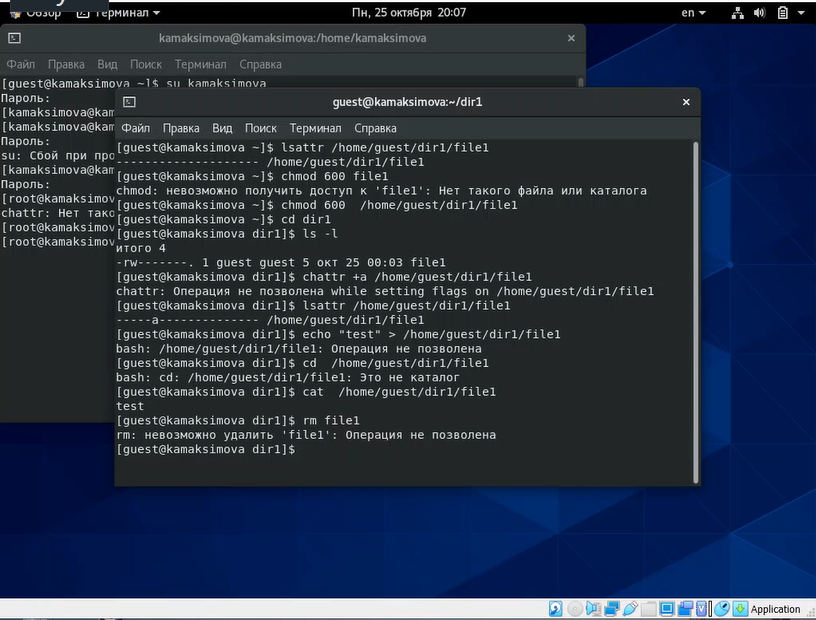 Обзор Терминал Пн, 25 октября 20:07 en
kamaksimova@kamaksimova:/home/kamaksimova
Файл Правка Вид Поиск Терминал Справка
[guest@kamaksimova ~]$ su kamaksimova
Пароль:
[kamaksimova@kam
[kamaksimova@kam
Пароль:
su: Сбой при про
[kamaksimova@kam
Пароль:
[root@kamaksimov
chattr: Нет тако
[root@kamaksimov
[root@kamaksimov
guest@kamaksimova:~/dir1
Файл Правка Вид Поиск Терминал Справка
[guest@kamaksimova ~]$ lsattr /home/guest/dir1/file1
-------------------- /home/guest/dir1/file1
[guest@kamaksimova ~]$ chmod 600 file1
chmod: невозможно получить доступ к 'file1': Нет такого файла или каталога
[guest@kamaksimova ~]$ chmod 600  /home/guest/dir1/file1
[guest@kamaksimova ~]$ cd dir1
[guest@kamaksimova dir1]$ ls -l
итого 4
-rw-------. 1 guest guest 5 окт 25 00:03 file1
[guest@kamaksimova dir1]$ chattr +a /home/guest/dir1/file1
chattr: Операция не позволена while setting flags on /home/guest/dir1/file1
[guest@kamaksimova dir1]$ lsattr /home/guest/dir1/file1
-----a-------------- /home/guest/dir1/file1
[guest@kamaksimova dir1]$ echo "test" > /home/guest/dir1/file1
bash: /home/guest/dir1/file1: Операция не позволена
[guest@kamaksimova dir1]$ cd  /home/guest/dir1/file1
bash: cd: /home/guest/dir1/file1: Это не каталог
[guest@kamaksimova dir1]$ cat  /home/guest/dir1/file1
test
[guest@kamaksimova dir1]$ rm file1
rm: невозможно удалить 'file1': Операция не позволена
[guest@kamaksimova dir1]$
Application